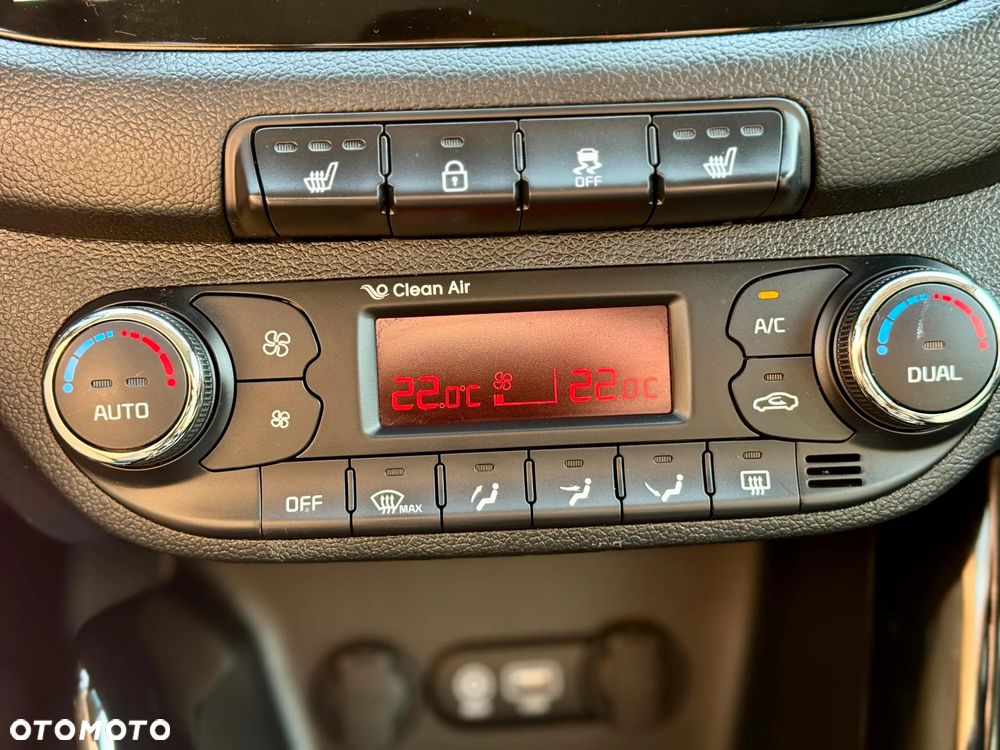 OFF
Clean Air
A/C
22.0°C 22.0°C
AUTO
DUAL
OFF
MAX
OTOMOTO